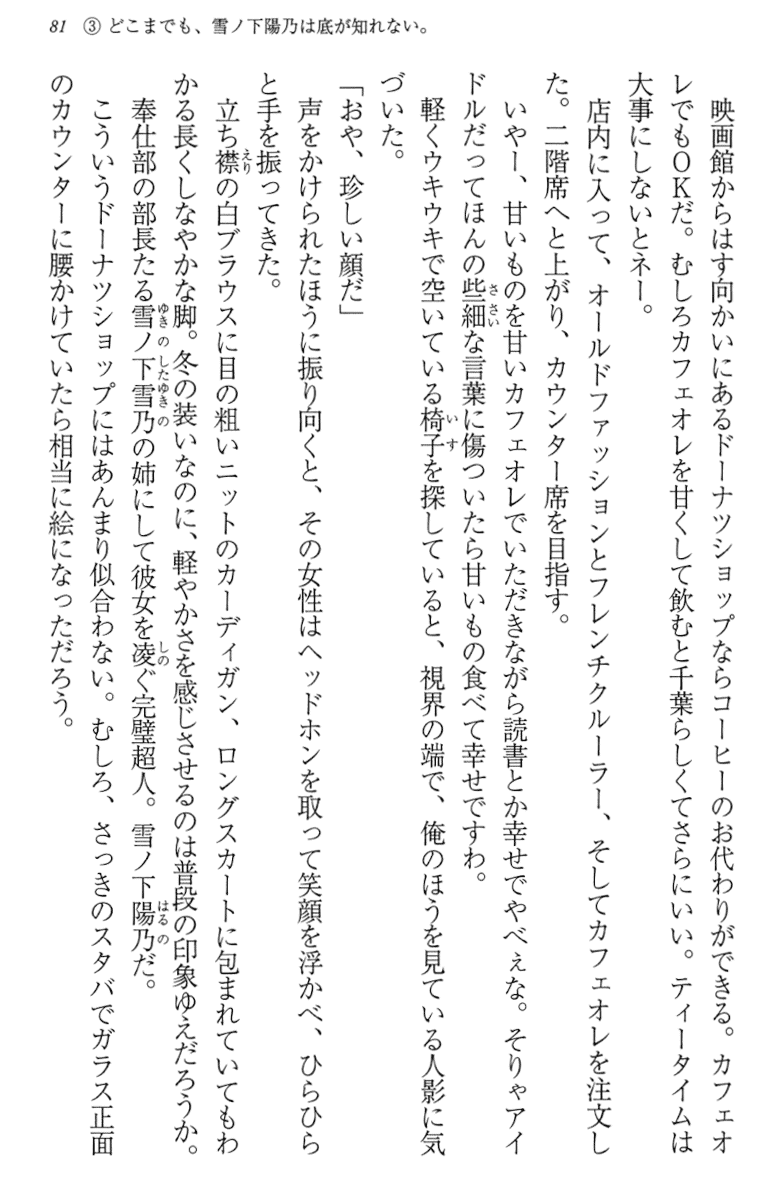 81　③ どこまでも、雪ノ下陽乃は底が知れない。
　映画館からはす向かいにあるドーナツショップならコーヒーのお代わりができる。カフェオ
レでもOKだ。むしろカフェオレを甘くして飲むと千葉らしくてさらにいい。ティータイムは
大事にしないとネー。
　店内に入って、オールドファッションとフレンチクルーラー、そしてカフェオレを注文し
た。二階席へと上がり、カウンター席を目指す。
　いやー、甘いものを甘いカフェオレでいただきながら読書とか幸せでやべぇな。そりゃアイ
ドルだってほんの些細な言葉に傷ついたら甘いもの食べて幸せですわ。
　軽くウキウキで空いている椅子を探していると、視界の端で、俺のほうを見ている人影に気
づいた。
「おや、珍しい顔だ」
　声をかけられたほうに振り向くと、その女性はヘッドホンを取って笑顔を浮かべ、ひらひら
と手を振ってきた。
　立ち襟の白ブラウスに目の粗いニットのカーディガン、ロングスカートに包まれていてもわ
かる長くしなやかな脚。冬の装いなのに、軽やかさを感じさせるのは普段の印象ゆえだろうか。
　奉仕部の部長たる雪ノ下雪乃の姉にして彼女を凌ぐ完璧超人。雪ノ下陽乃だ。
　こういうドーナツショップにはあんまり似合わない。むしろ、さっきのスタバでガラス正面
のカウンターに腰かけていたら相当に絵になっただろう。